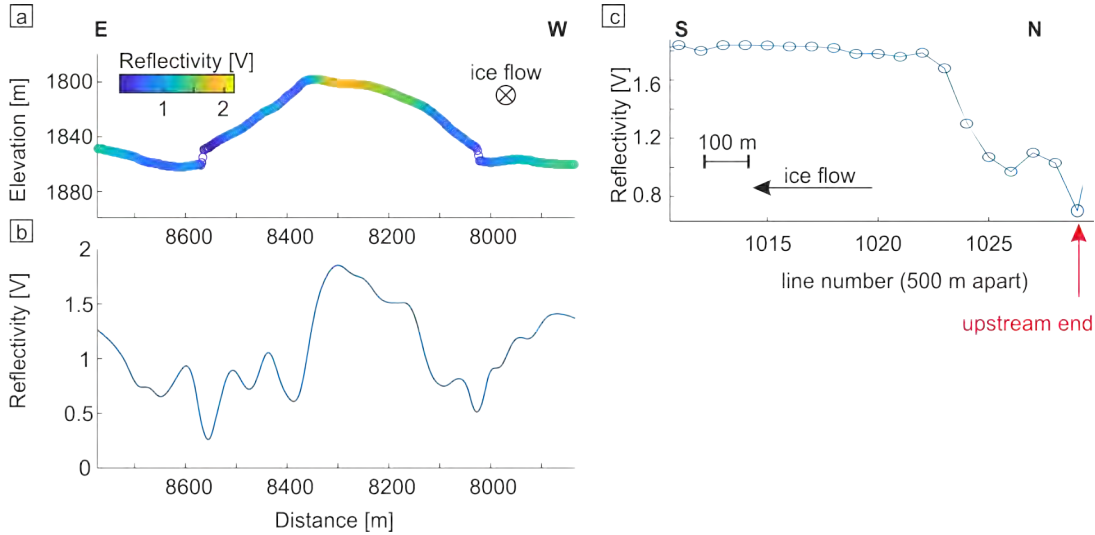 a
E
W
Reflectivity [V]
1
2
ice flow
Elevation [m]
1800
1840
1880
8600
8400
8200
8000
b
Reflectivity [V]
2
1.5
1
0.5
0
8600
8400
8200
8000
Distance [m]
c
S
N
Reflectivity [V]
1.6
1.2
0.8
100 m
ice flow
1015
1020
1025
line number (500 m apart)
upstream end